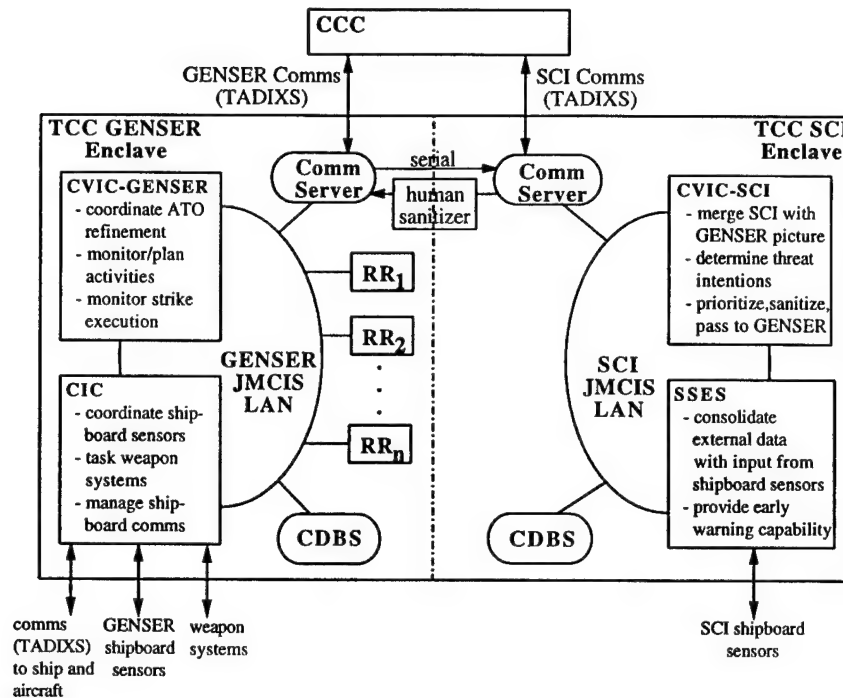 CCC
GENSER Comms
(TADIXS)
SCI Comms
(TADIXS)
TCC GENSER
Enclave
TCC SCI
Enclave
Comm
Server
serial
human
sanitizer
Comm
Server
CVIC-GENSER
- coordinate ATO
refinement
- monitor/plan
activities
- monitor strike
execution
CVIC-SCI
- merge SCI with
GENSER picture
- determine threat
intentions
- prioritize,sanitize,
pass to GENSER
RR1
RR2
RRn
GENSER
JMCIS
LAN
SCI
JMCIS
LAN
CIC
- coordinate ship-
board sensors
- task weapon
systems
- manage ship-
board comms
SSES
- consolidate
external data
with input from
shipboard sensors
- provide early
warning capability
CDBS
CDBS
comms
(TADIXS)
to ship and
aircraft
GENSER
shipboard
sensors
weapon
systems
SCI shipboard
sensors